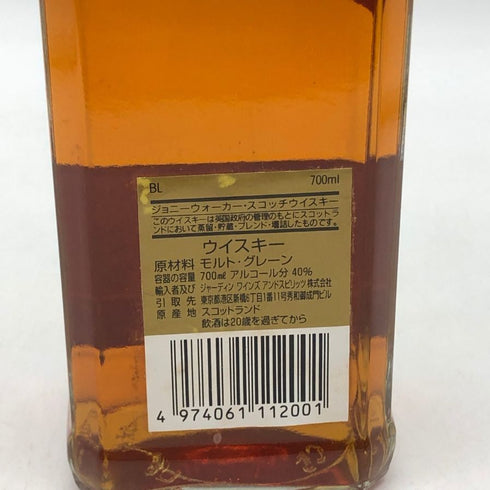 BL 700ml
ジョニーウォーカー・スコッチウイスキー
このウイスキーは英国政府の管理のもとにスコットラ
ンドにおいて蒸留・貯蔵・ブレンド・壜詰したものです。
ウイスキー
原材料 モルト・グレーン
容器の容量 700ml アルコール分 40%
輸入者及び ジャーディン ワインズ アンドスピリッツ 株式会社
引取先 東京都港区新橋6丁目1番11号秀和御成門ビル
原産地 スコットランド
飲酒は20歳を過ぎてから
4 974061 112001